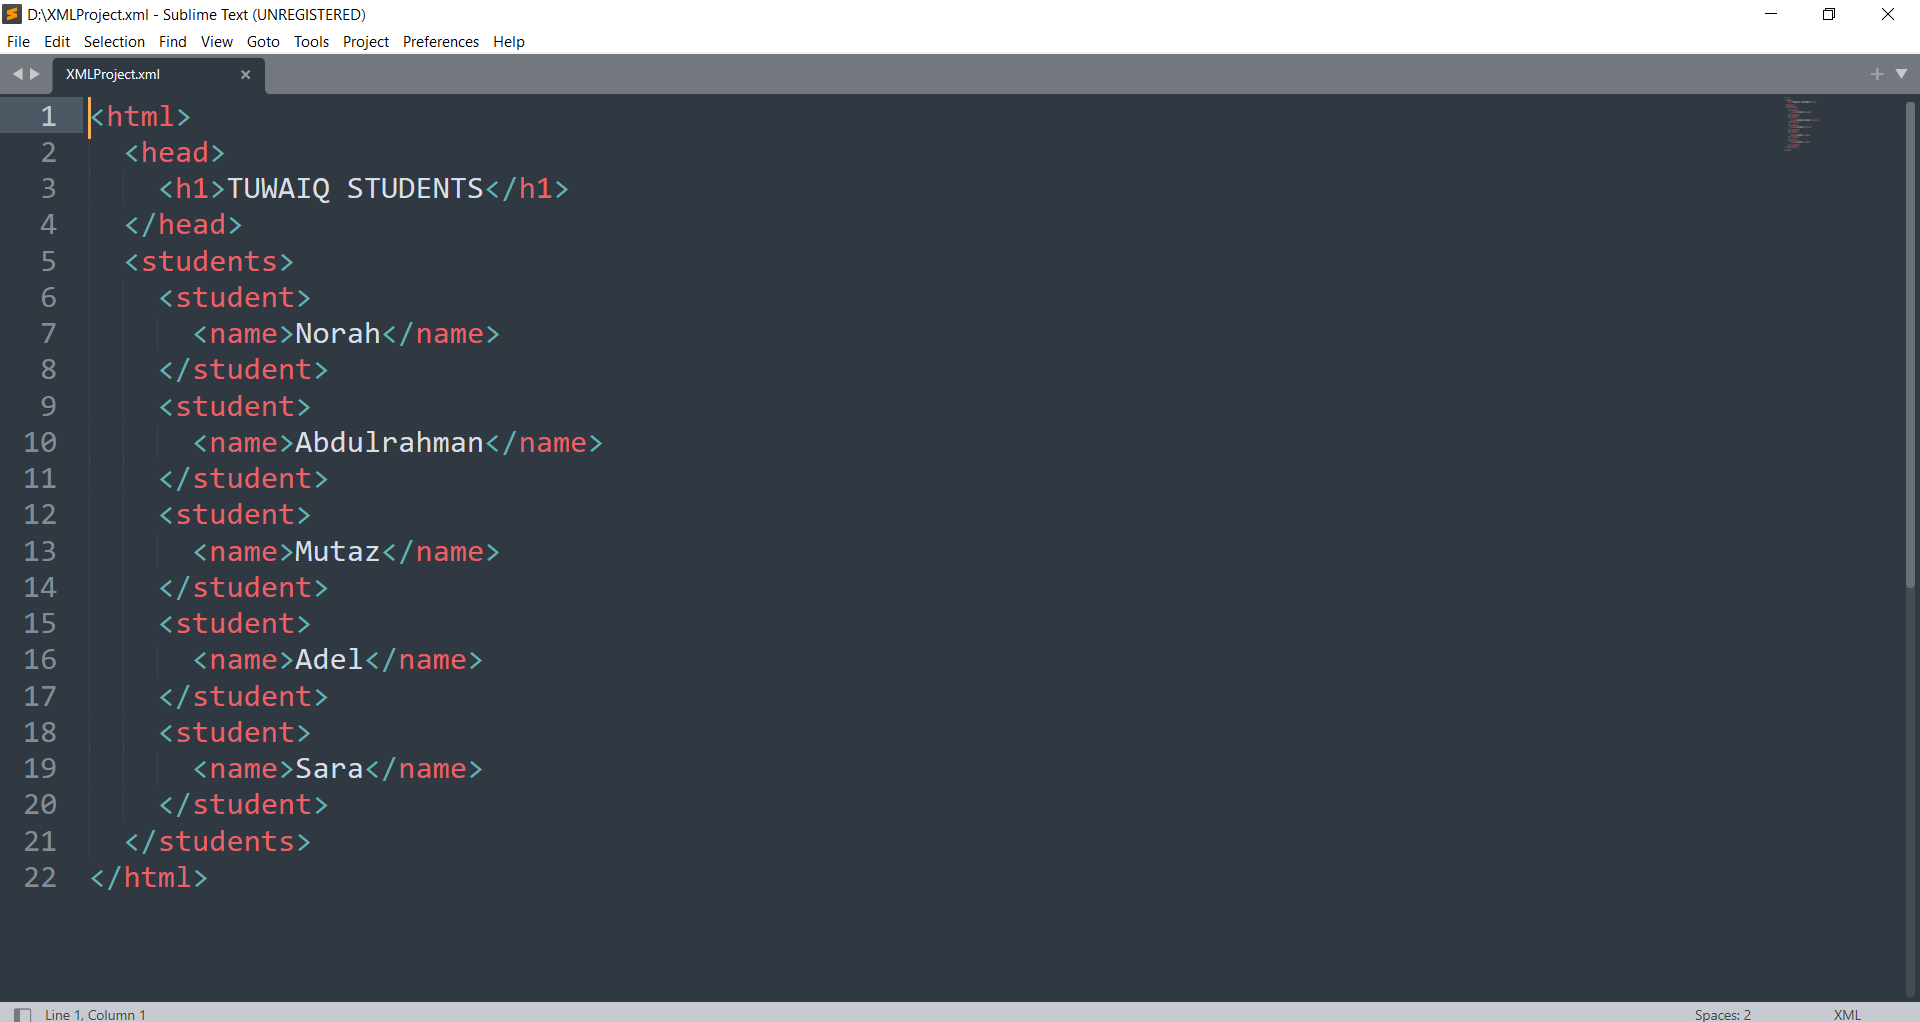 D:\XMLProject.xml - Sublime Text (UNREGISTERED)
File Edit Selection Find View Goto Tools Project Preferences Help
XMLProject.xml
1 <html>
2   <head>
3     <h1>TUWAIQ STUDENTS</h1>
4   </head>
5   <students>
6     <student>
7       <name>Norah</name>
8     </student>
9     <student>
10       <name>Abdulrahman</name>
11     </student>
12     <student>
13       <name>Mutaz</name>
14     </student>
15     <student>
16       <name>Adel</name>
17     </student>
18     <student>
19       <name>Sara</name>
20     </student>
21   </students>
22 </html>
Line 1, Column 1 Spaces: 2 XML